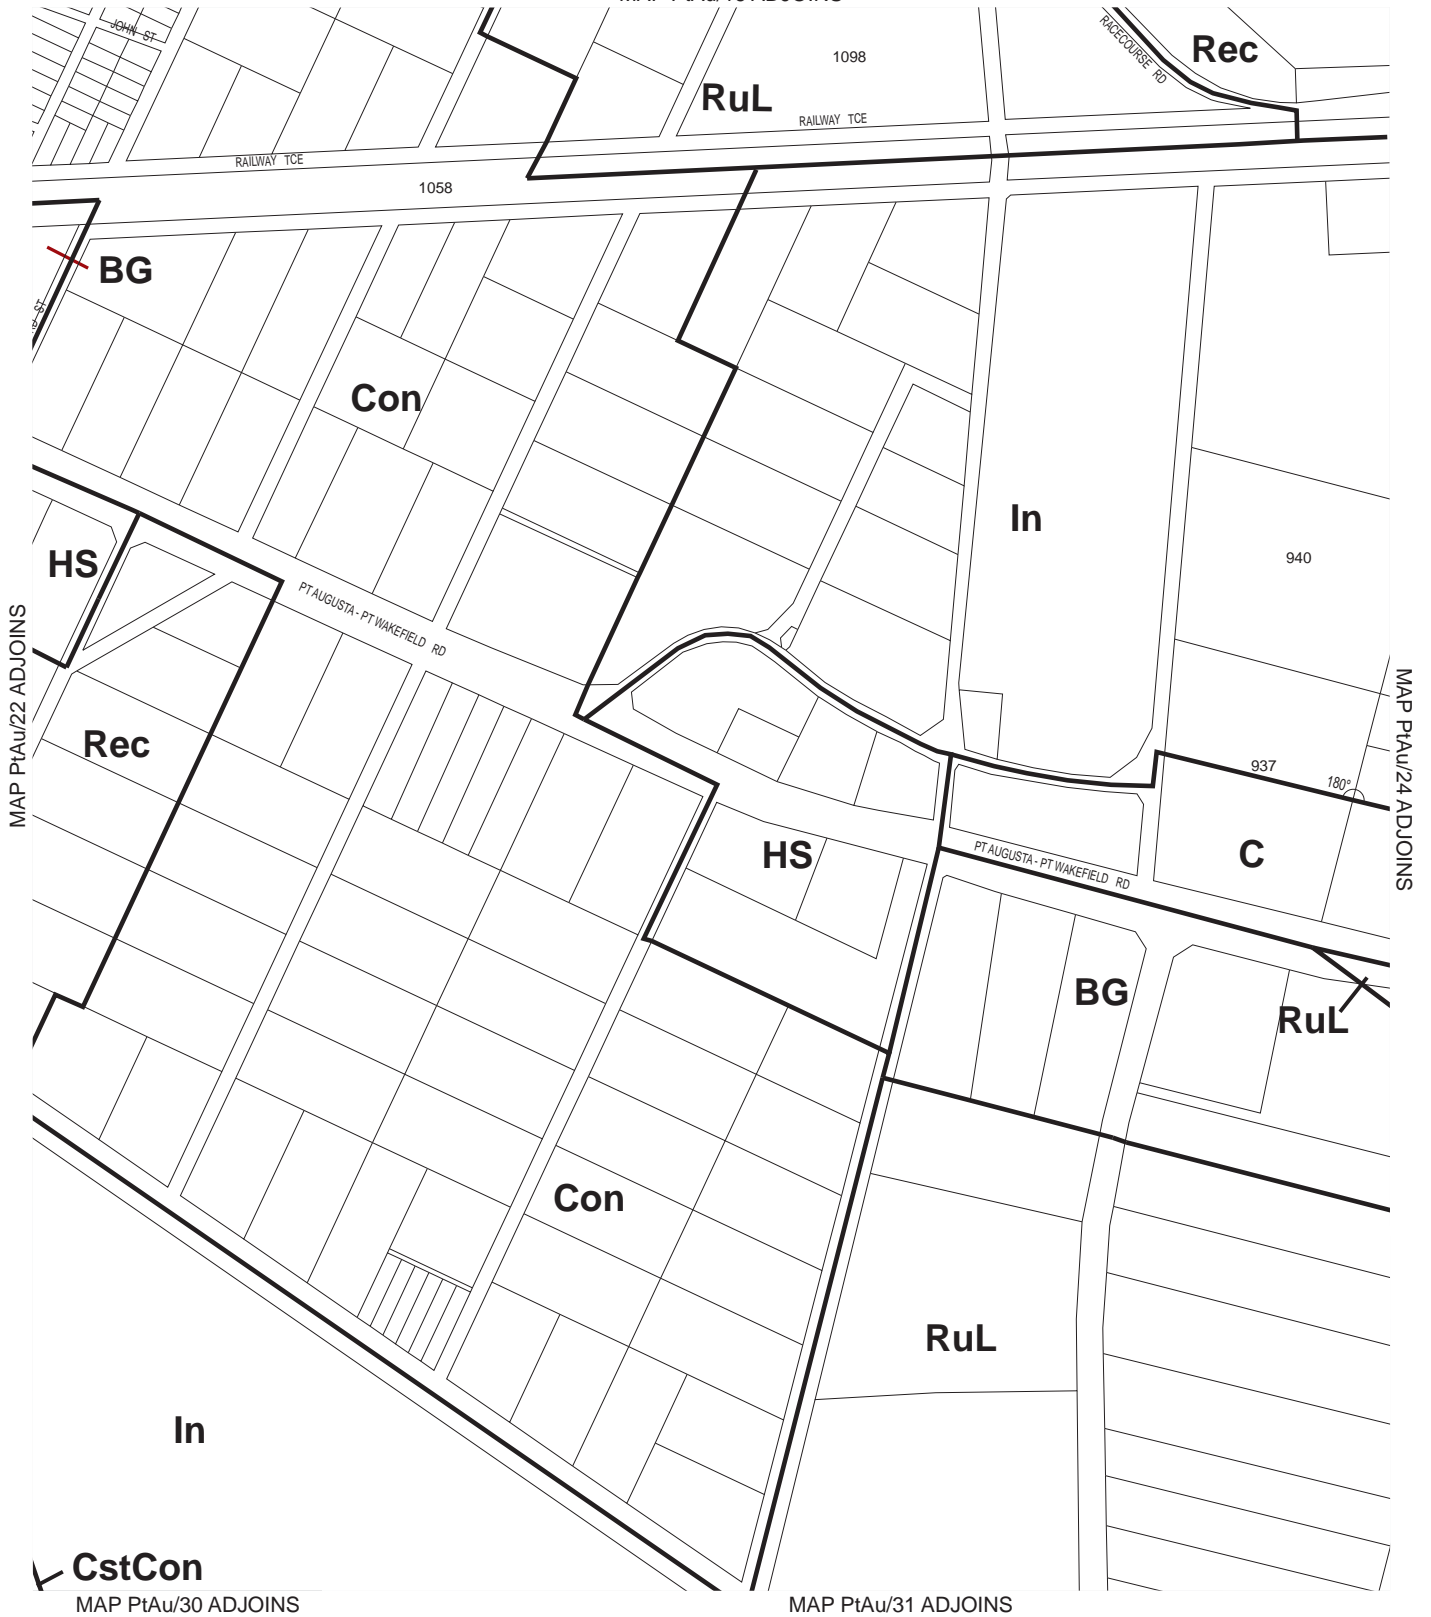 JOHN ST
RACECOURSE RD
Rec
1098
RuL
RAILWAY TCE
RAILWAY TCE
1058
BG
Con
In
HS
940
PT AUGUSTA - PT WAKEFIELD RD
MAP PtAu/22 ADJOINS
MAP PtAu/24 ADJOINS
Rec
937
180°
HS
PT AUGUSTA - PT WAKEFIELD RD
C
BG
RuL
Con
RuL
In
CstCon
MAP PtAu/30 ADJOINS
MAP PtAu/31 ADJOINS